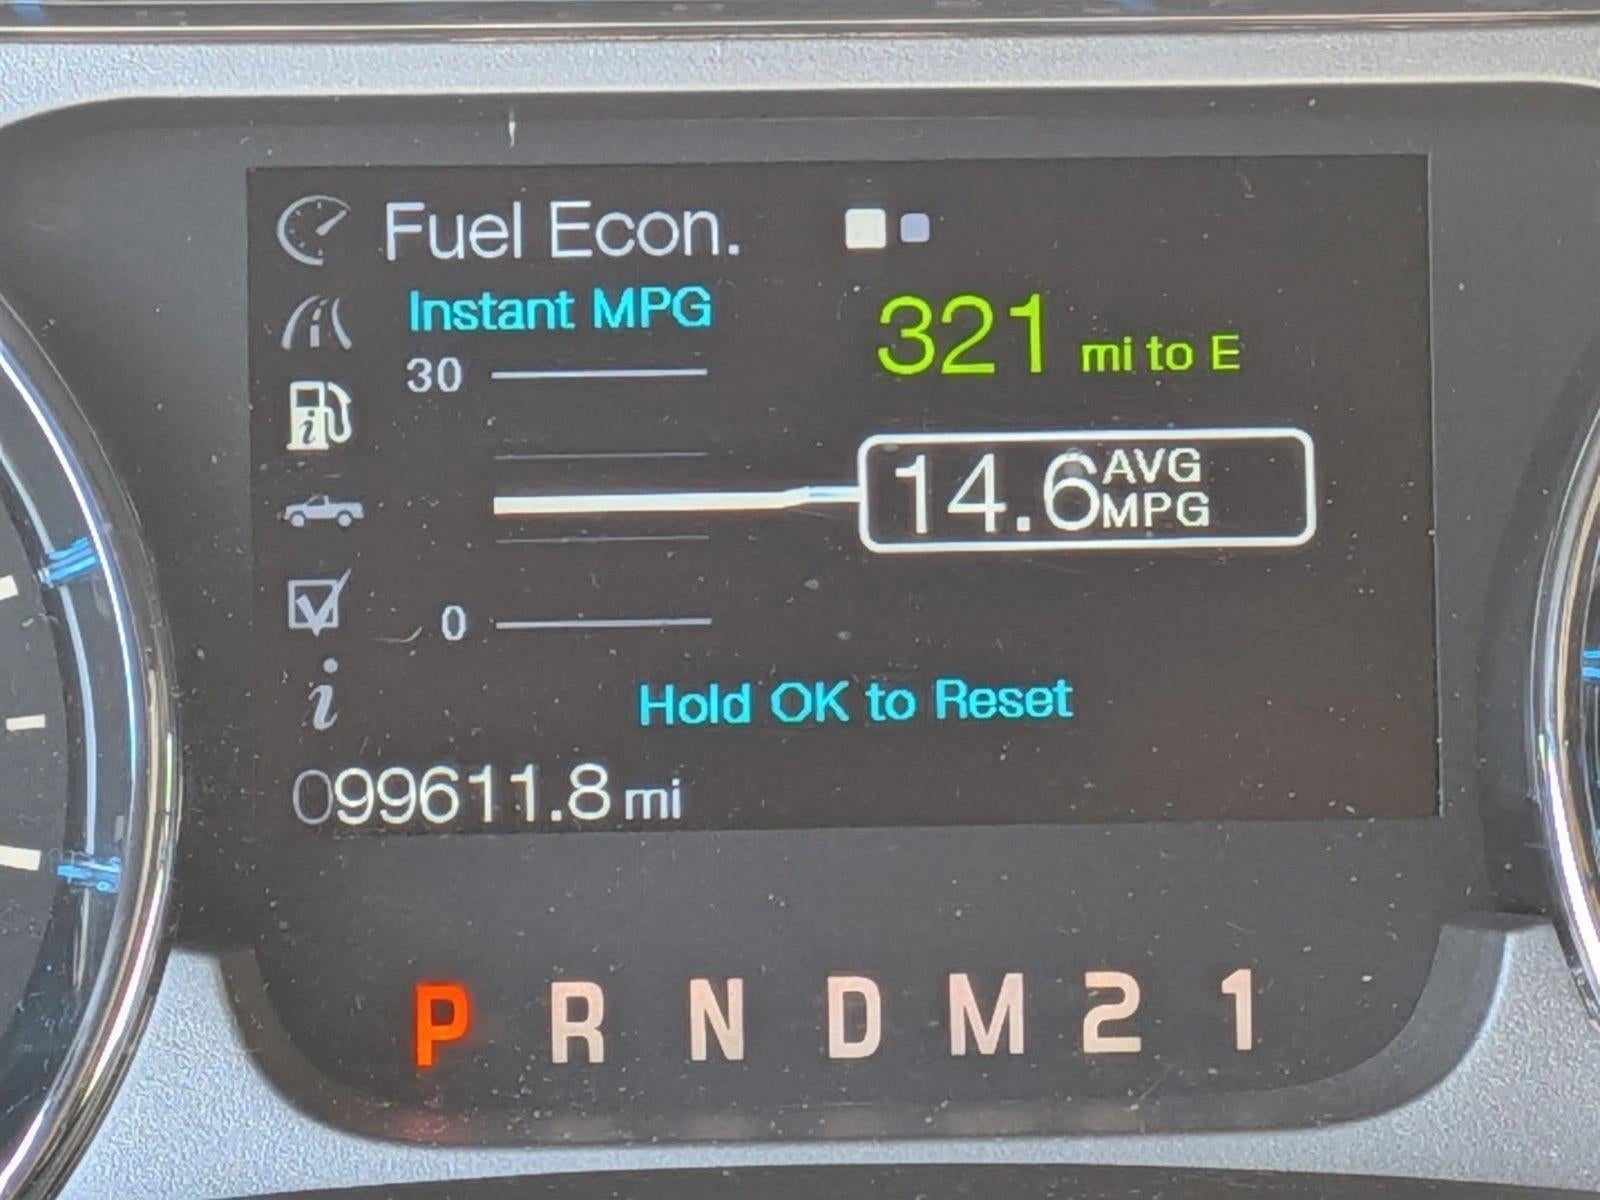 Fuel Econ.
Instant MPG
30
321 mi to E
14.6 AVG MPG
0
i
Hold OK to Reset
099611.8 mi
P R N D M 2 1